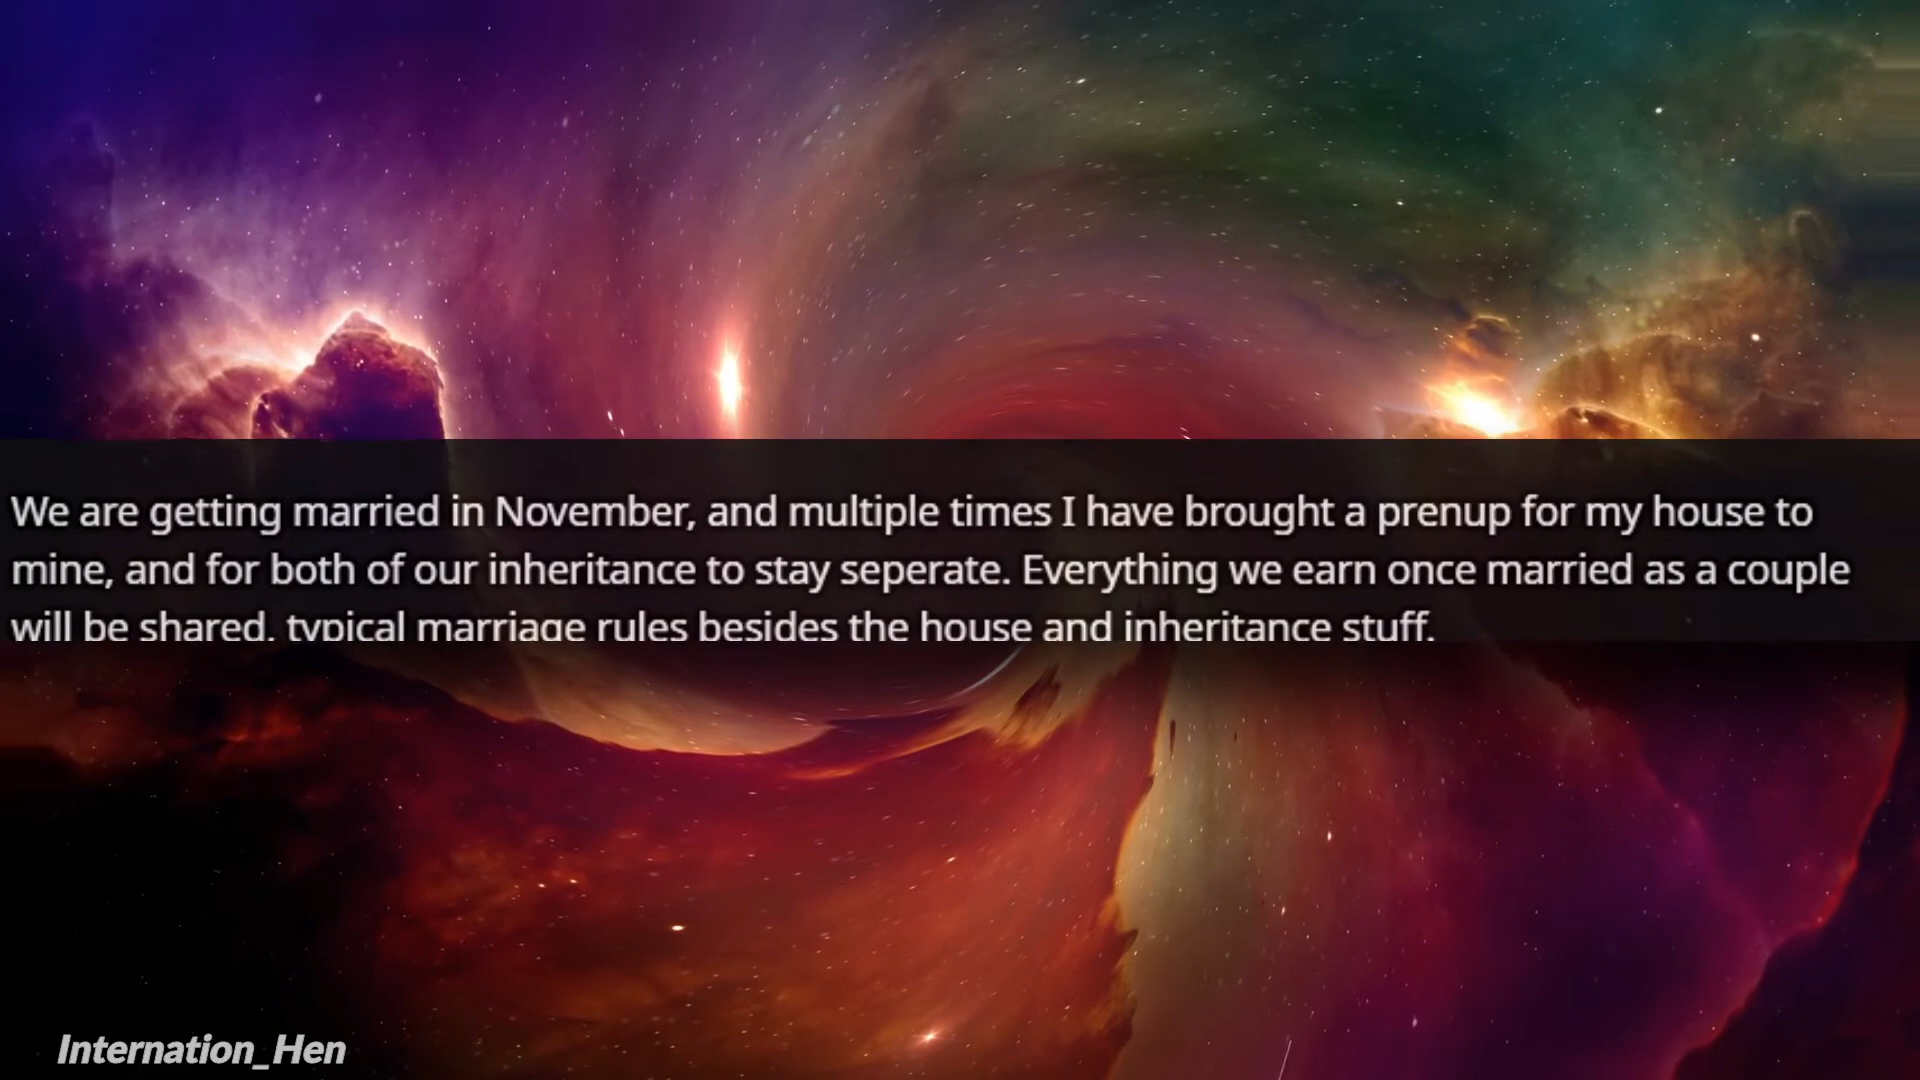 We are getting married in November, and multiple times I have brought a prenup for my house to
mine, and for both of our inheritance to stay seperate. Everything we earn once married as a couple
will be shared, typical marriage rules besides the house and inheritance stuff.
Internation_Hen